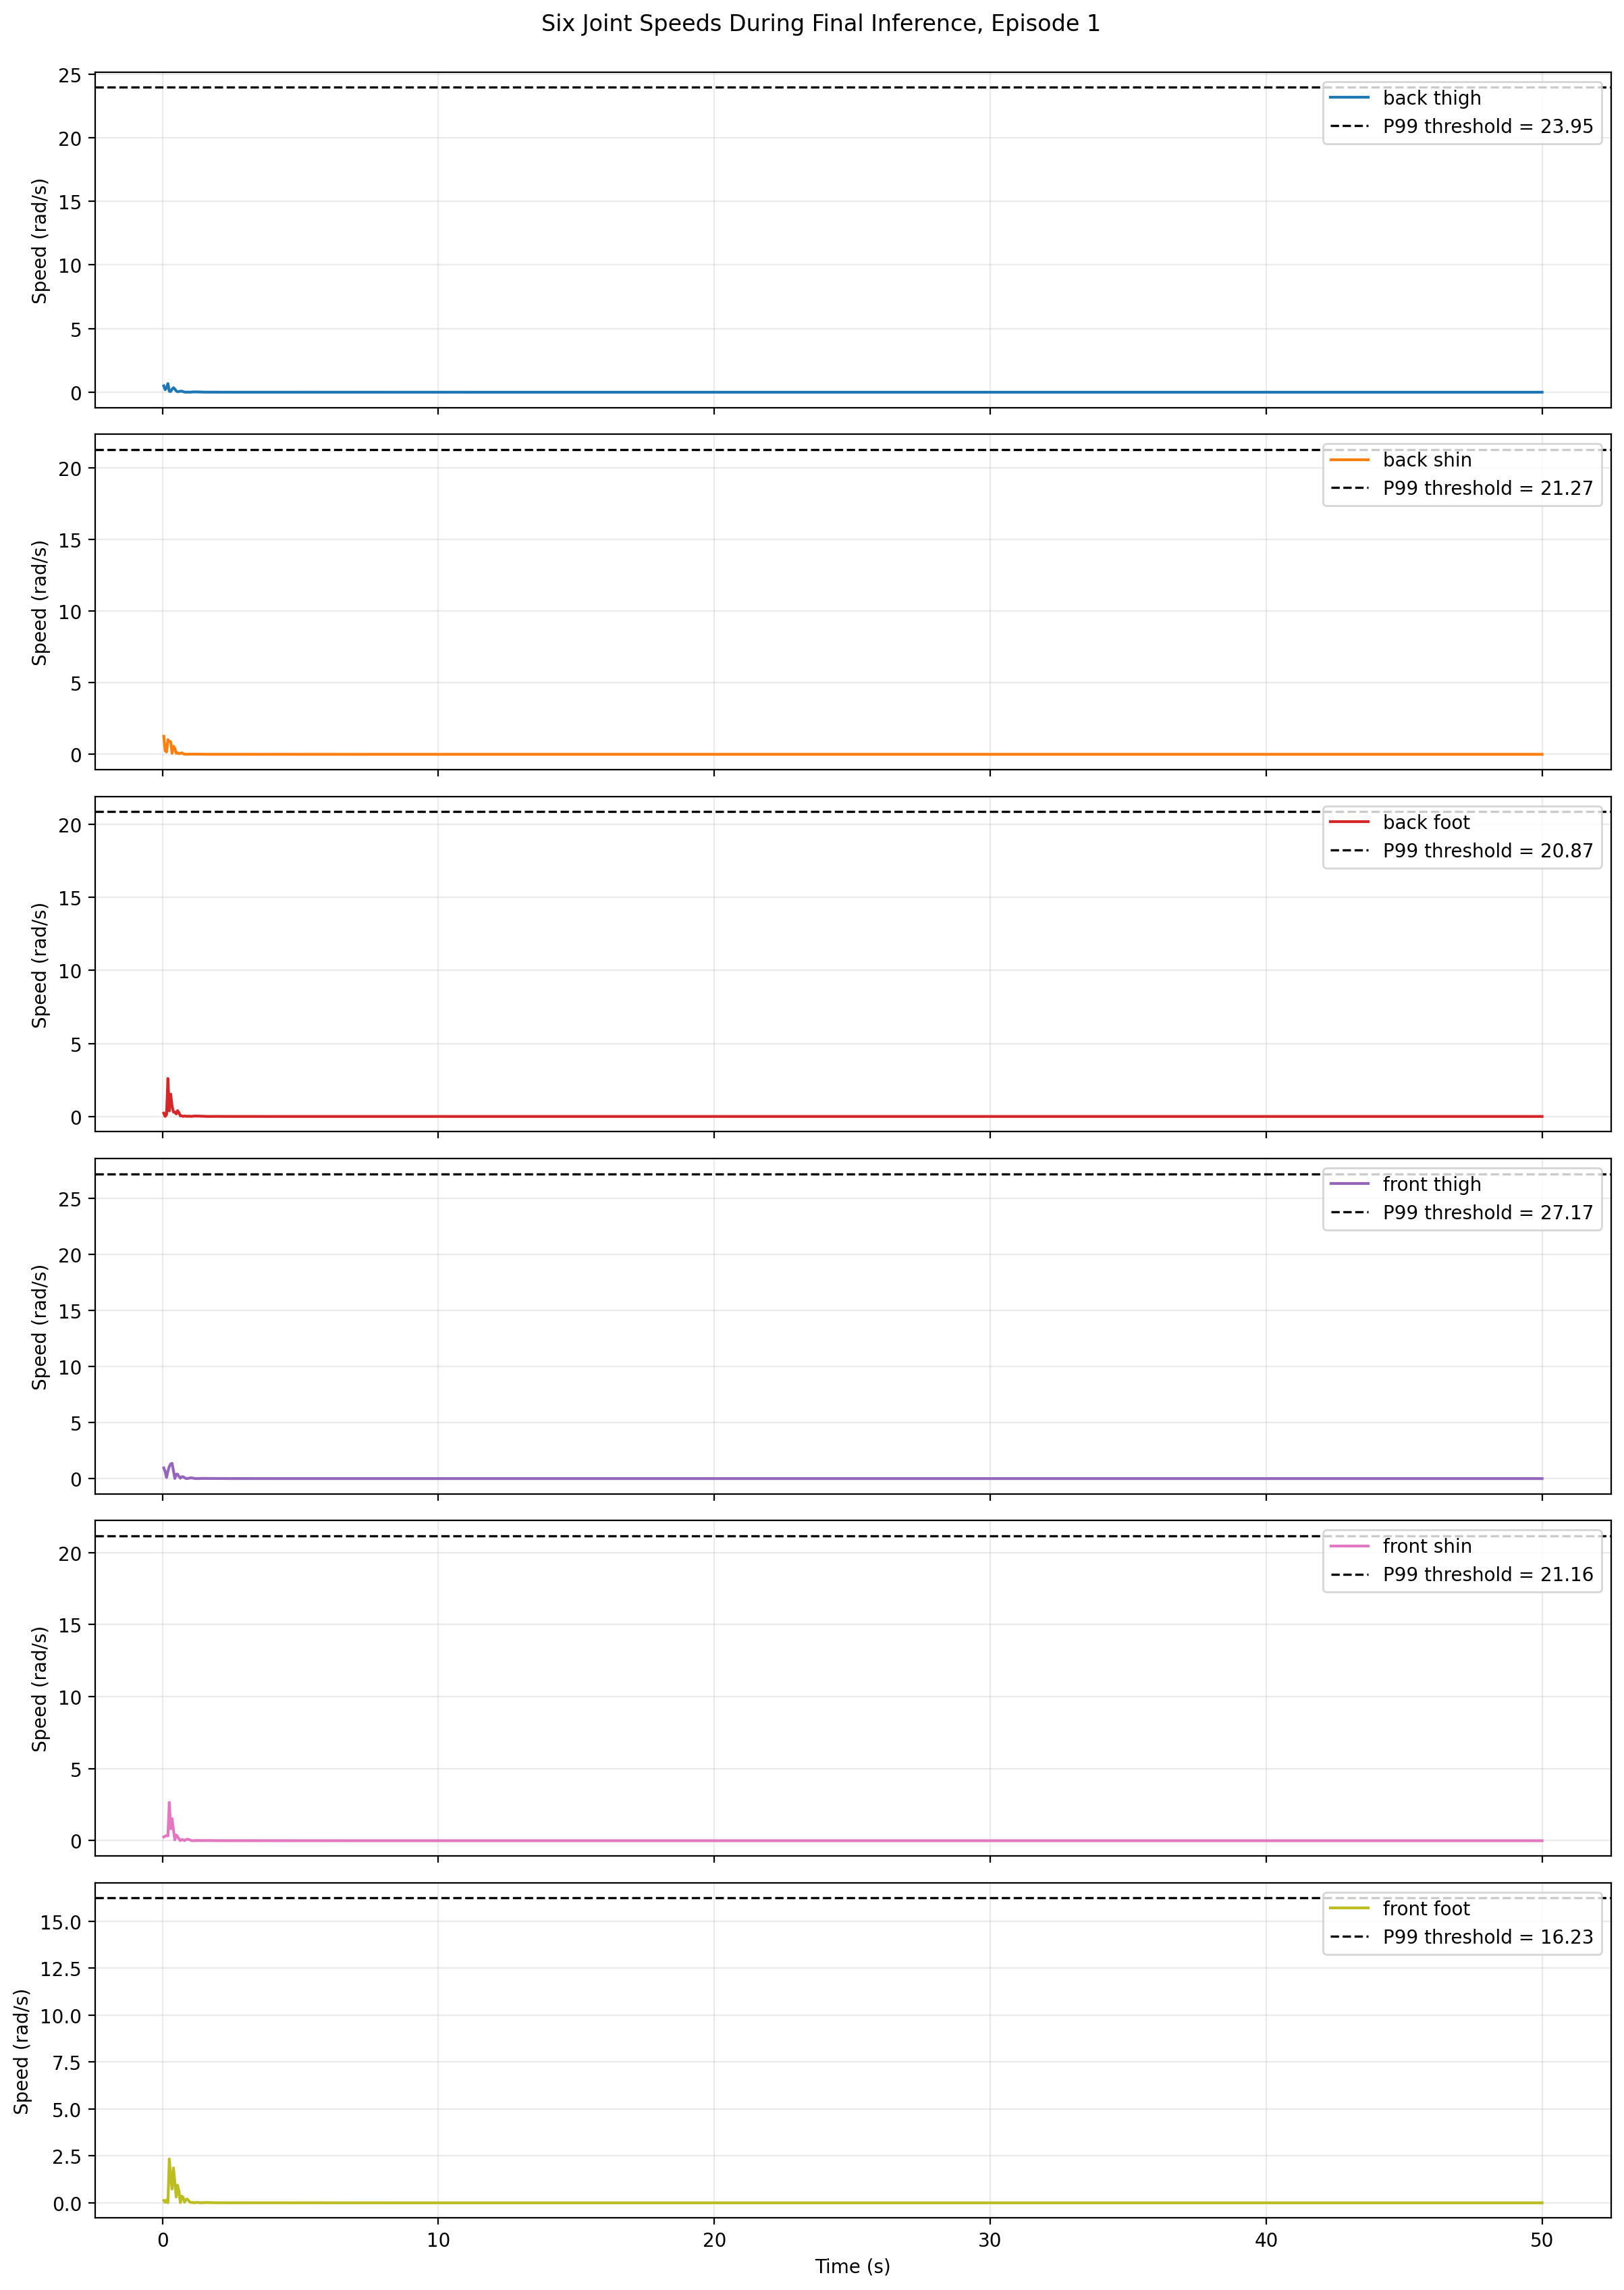 Six Joint Speeds During Final Inference, Episode 1
25
20
15
10
5
0
Speed (rad/s)
back thigh
P99 threshold = 23.95
20
15
10
5
0
Speed (rad/s)
back shin
P99 threshold = 21.27
20
15
10
5
0
Speed (rad/s)
back foot
P99 threshold = 20.87
25
20
15
10
5
0
Speed (rad/s)
front thigh
P99 threshold = 27.17
20
15
10
5
0
Speed (rad/s)
front shin
P99 threshold = 21.16
15.0
12.5
10.0
7.5
5.0
2.5
0.0
Speed (rad/s)
front foot
P99 threshold = 16.23
0 10 20 30 40 50
Time (s)